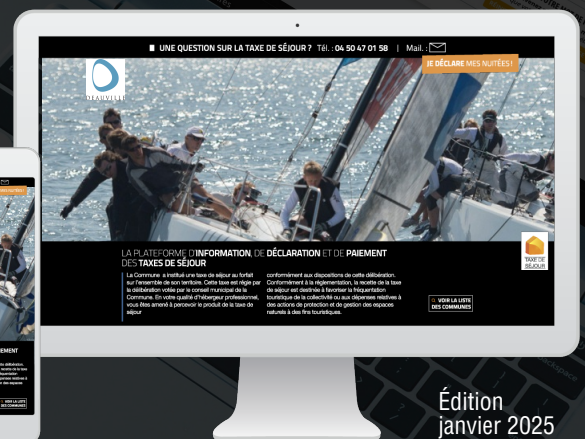 UNE QUESTION SUR LA TAXE DE SÉJOUR ? Tél. : 04 50 47 01 58 | Mail. :
JE DÉCLARE MES NUITÉES !
DEAUVILLE
LA PLATEFORME D'INFORMATION, DE DÉCLARATION ET DE PAIEMENT
DES TAXES DE SÉJOUR
La Commune a institué une taxe de séjour au forfait
sur l'ensemble de son territoire. Cette taxe est régie par
la délibération votée par le conseil municipal de la
Commune. En votre qualité d'hébergeur professionnel,
vous êtes amené à percevoir le produit de la taxe de
séjour
conformément aux dispositions de cette délibération.
Conformément à la réglementation, la recette de la taxe
de séjour est destinée à favoriser la fréquentation
touristique de la collectivité ou aux dépenses relatives à
des actions de protection et de gestion des espaces
naturels à des fins touristiques.
TAXE DE
SÉJOUR
VOIR LA LISTE
DES COMMUNES
EMENT
VOIR LA LISTE
DES COMMUNES
Édition
janvier 2025